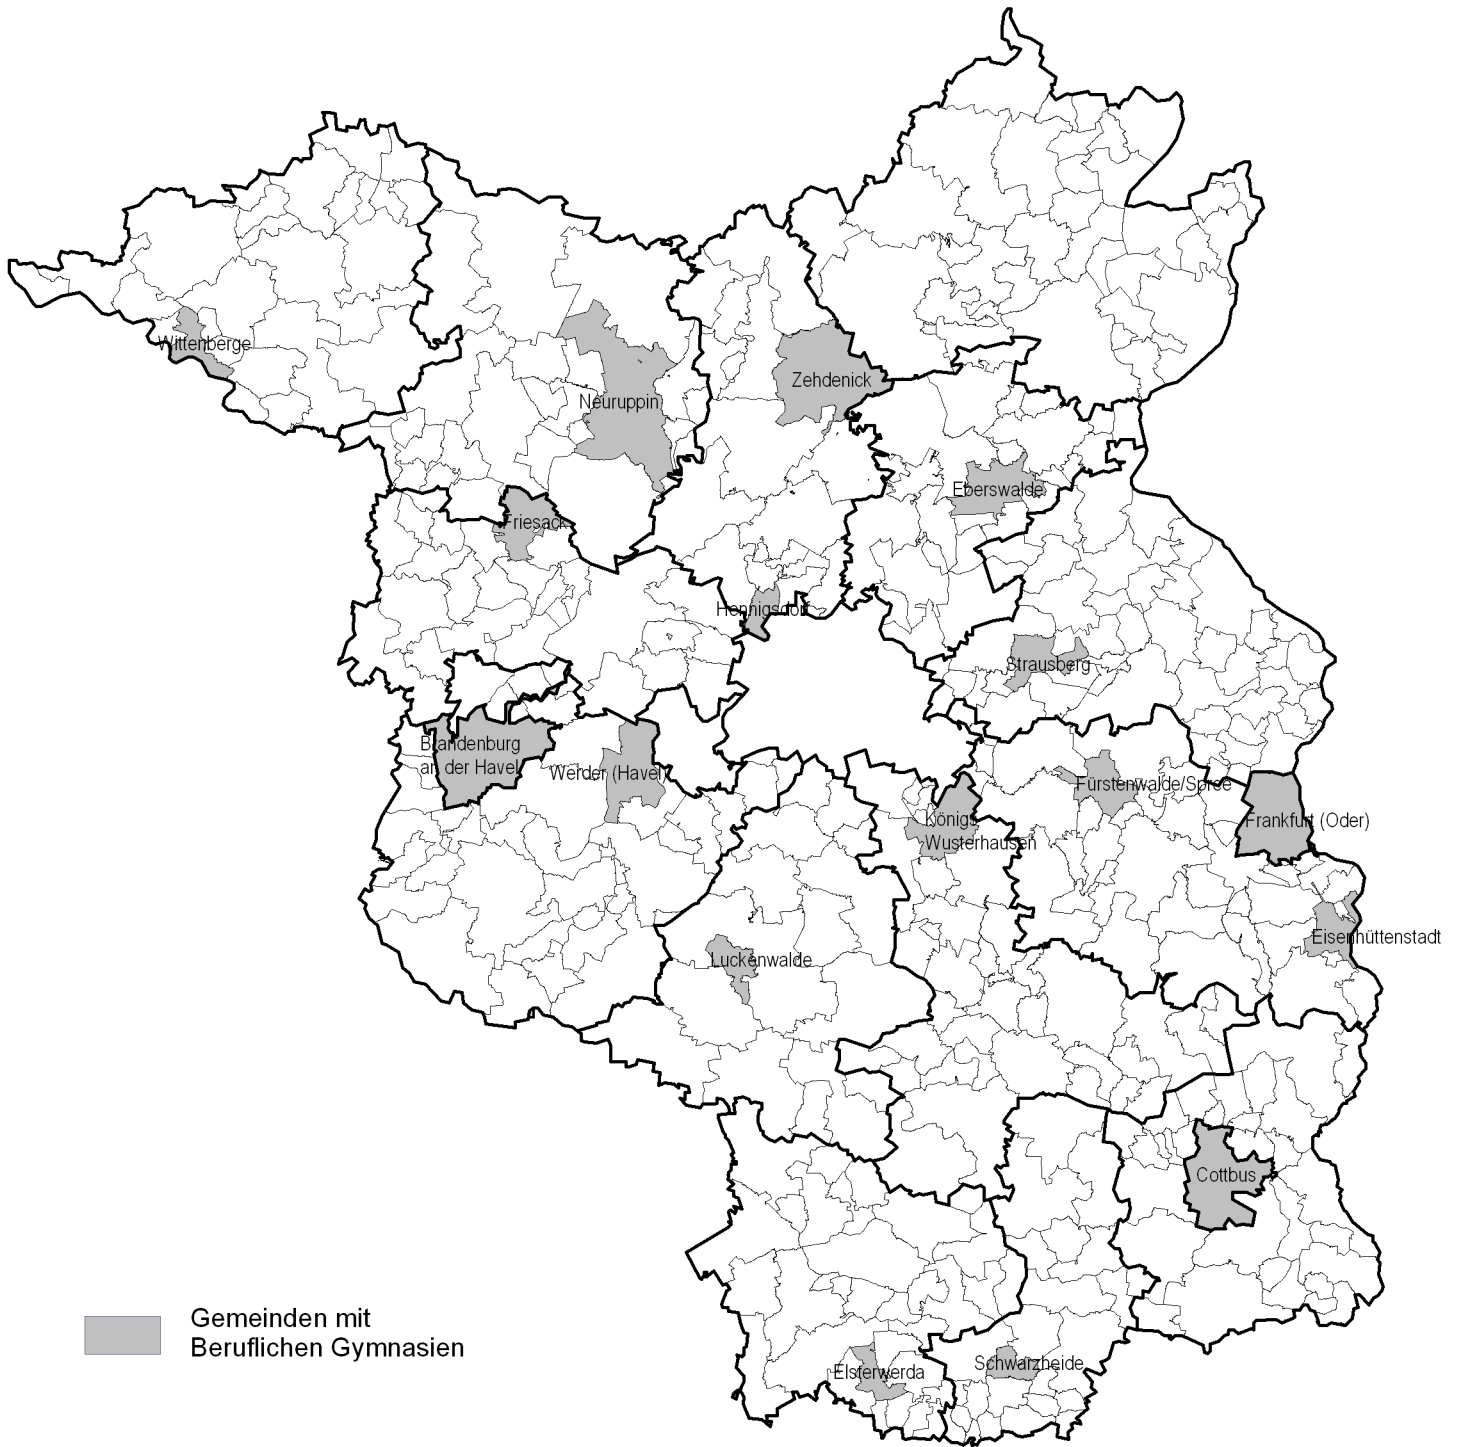 Wittenberge
Zehdenick
Neuruppin
Eberswalde
Friesack
Hennigsdorf
Strausberg
Brandenburg
an der Havel
Werder (Havel)
Fürstenwalde/Spree
Königs
Wusterhausen
Frankfurt (Oder)
Eisenhüttenstadt
Luckenwalde
Cottbus
Gemeinden mit
Beruflichen Gymnasien
Elsterwerda
Schwarzheide